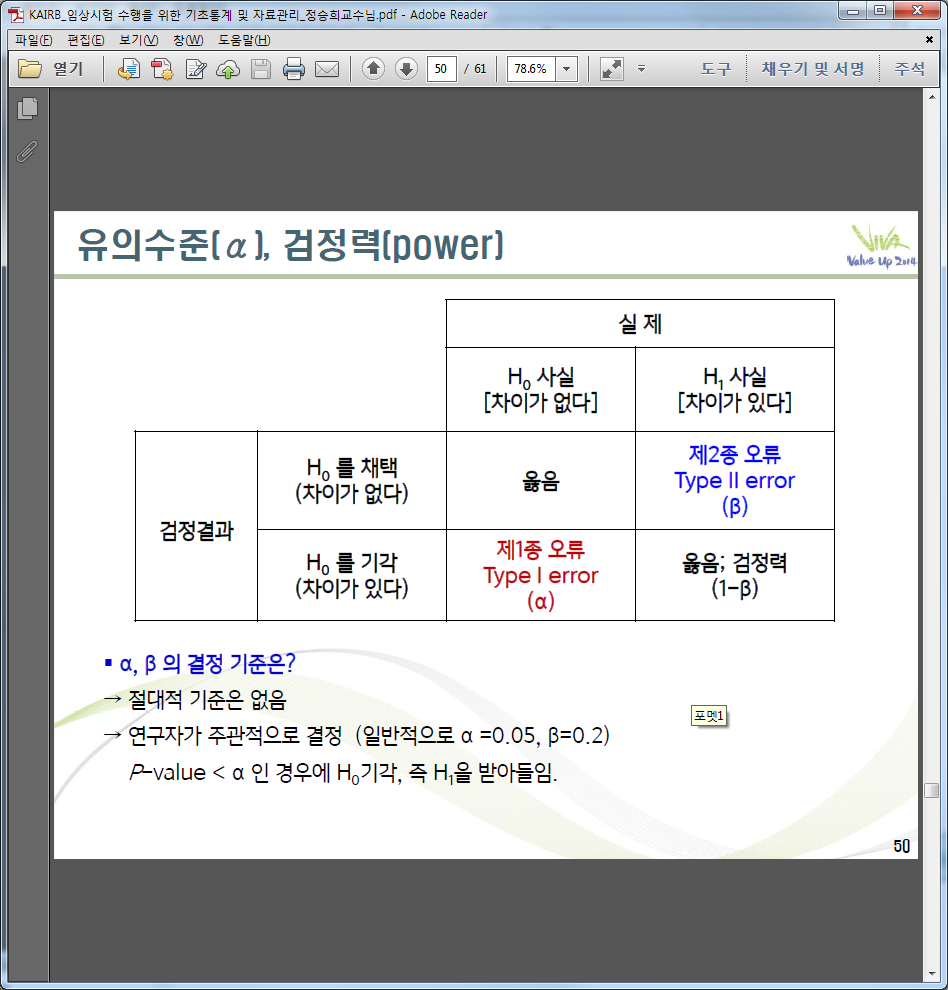 KAIRB_임상시험 수행을 위한 기초통계 및 자료관리_정승희교수님.pdf - Adobe Reader
파일(F) 편집(E) 보기(V) 창(W) 도움말(H)
열기 50 / 61 78.6% 도구 채우기 및 서명 주석
유의수준(α), 검정력(power)
VIVA
Value Up 2014
실 제
H0 사실
[차이가 없다]
H1 사실
[차이가 있다]
검정결과
H0 를 채택
(차이가 없다)
옳음
제2종 오류
Type II error
(β)
H0 를 기각
(차이가 있다)
제1종 오류
Type I error
(α)
옳음; 검정력
(1-β)
▪ α, β 의 결정 기준은?
→ 절대적 기준은 없음
→ 연구자가 주관적으로 결정 (일반적으로 α =0.05, β=0.2)
P-value < α 인 경우에 H0기각, 즉 H1을 받아들임.
포멧1
50